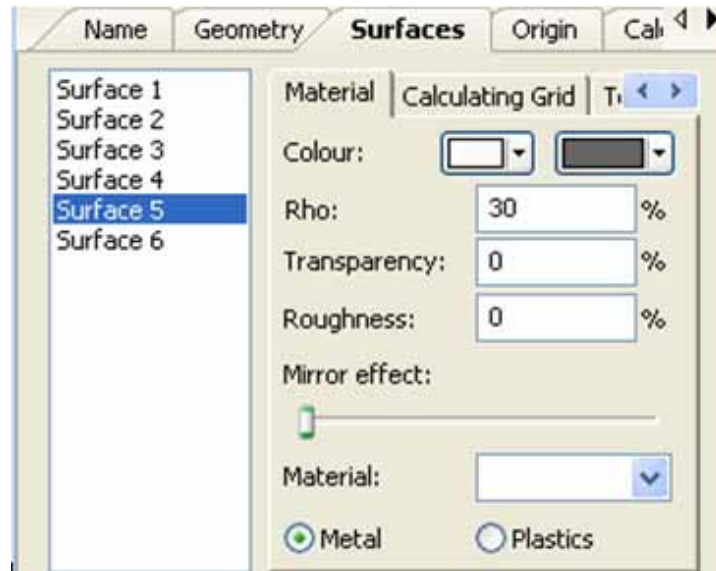 Name Geometry Surfaces Origin
Surface 1
Surface 2
Surface 3
Surface 4
Surface 5
Surface 6
Material Calculating Grid
Colour:
Rho: 30 %
Transparency: 0 %
Roughness: 0 %
Mirror effect:
Material:
Metal Plastics